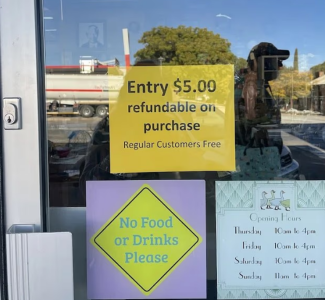 Entry $5.00
refundable on
purchase
Regular Customers Free
No Food
or Drinks
Please
Opening Hours
Thursday 10am to 4pm
Friday 10am to 4pm
Saturday 10am to 4pm
Sunday 11am to 4pm